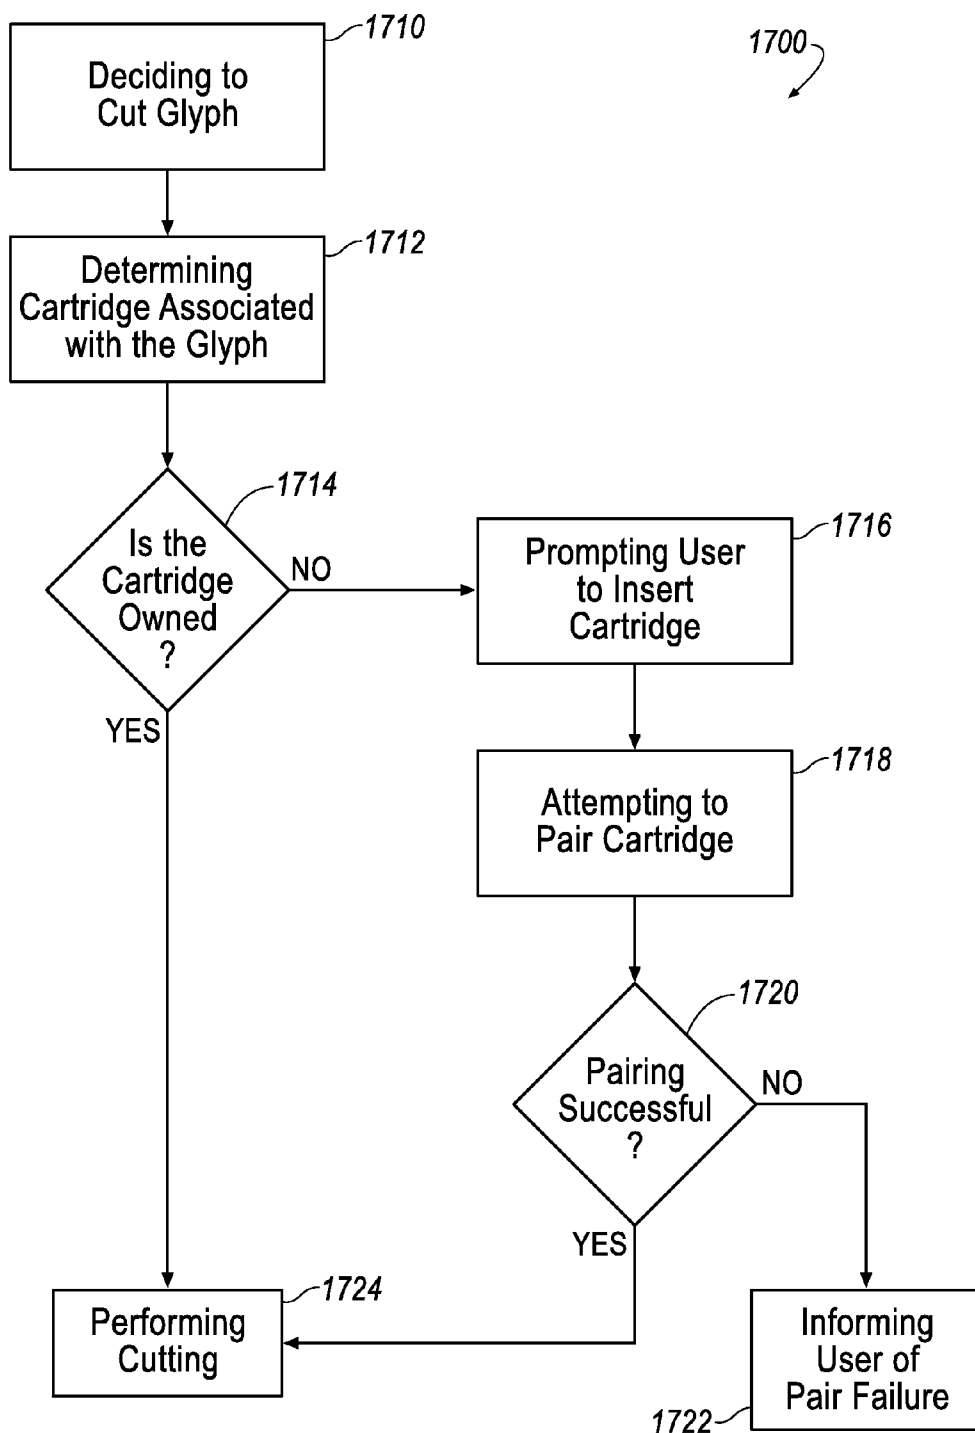 1710
1700
Deciding to
Cut Glyph
1712
Determining
Cartridge Associated
with the Glyph
1714
Is the
Cartridge
Owned
?
NO
YES
1716
Prompting User
to Insert
Cartridge
1718
Attempting to
Pair Cartridge
1720
Pairing
Successful
?
NO
YES
1724
Performing
Cutting
Informing
User of
Pair Failure
1722